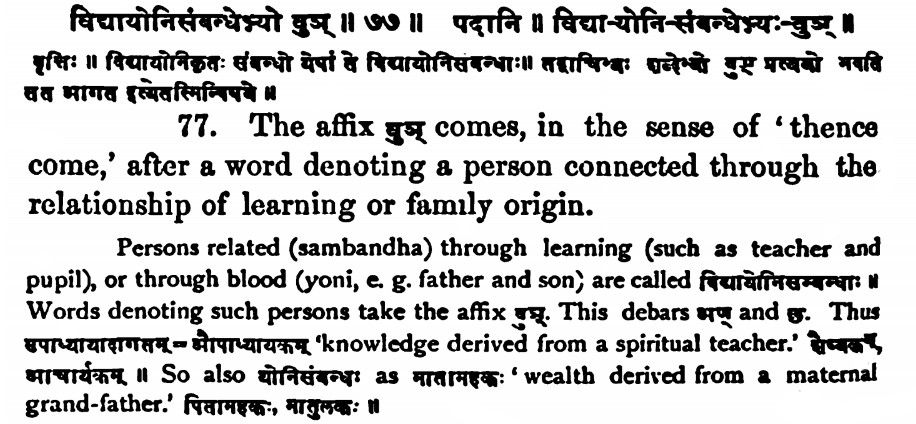 विद्यायोनिसंबन्धेभ्यो वुञ् ॥ ७७ ॥ पदानि ॥ विद्या-योनि-संबन्धेभ्यः-वुञ् ॥
वृत्तिः ॥ विद्यायोनिकृतः संबन्धो येषां ते विद्यायोनिसंबन्धाः॥ तद्वाचिभ्यः शब्देभ्यो वुञ् प्रत्ययो भवति
तत आगत इत्येतस्मिन्विषये ॥
77. The affix वुञ् comes, in the sense of ‘thence
come,’ after a word denoting a person connected through the
relationship of learning or family origin.
Persons related (sambandha) through learning (such as teacher and
pupil), or through blood (yoni, e. g. father and son) are called विद्यायोनिसम्बन्धाः ॥
Words denoting such persons take the affix वुञ्. This debars अण् and छ. Thus
उपाध्यायादागतम् = औपाध्यायकम् ‘knowledge derived from a spiritual teacher.’ शैष्यकम्,
आचार्यकम् ॥ So also योनिसंबन्धः as मातामहकः ‘wealth derived from a maternal
grand-father.’ पितामहकः, मातुलकः ॥